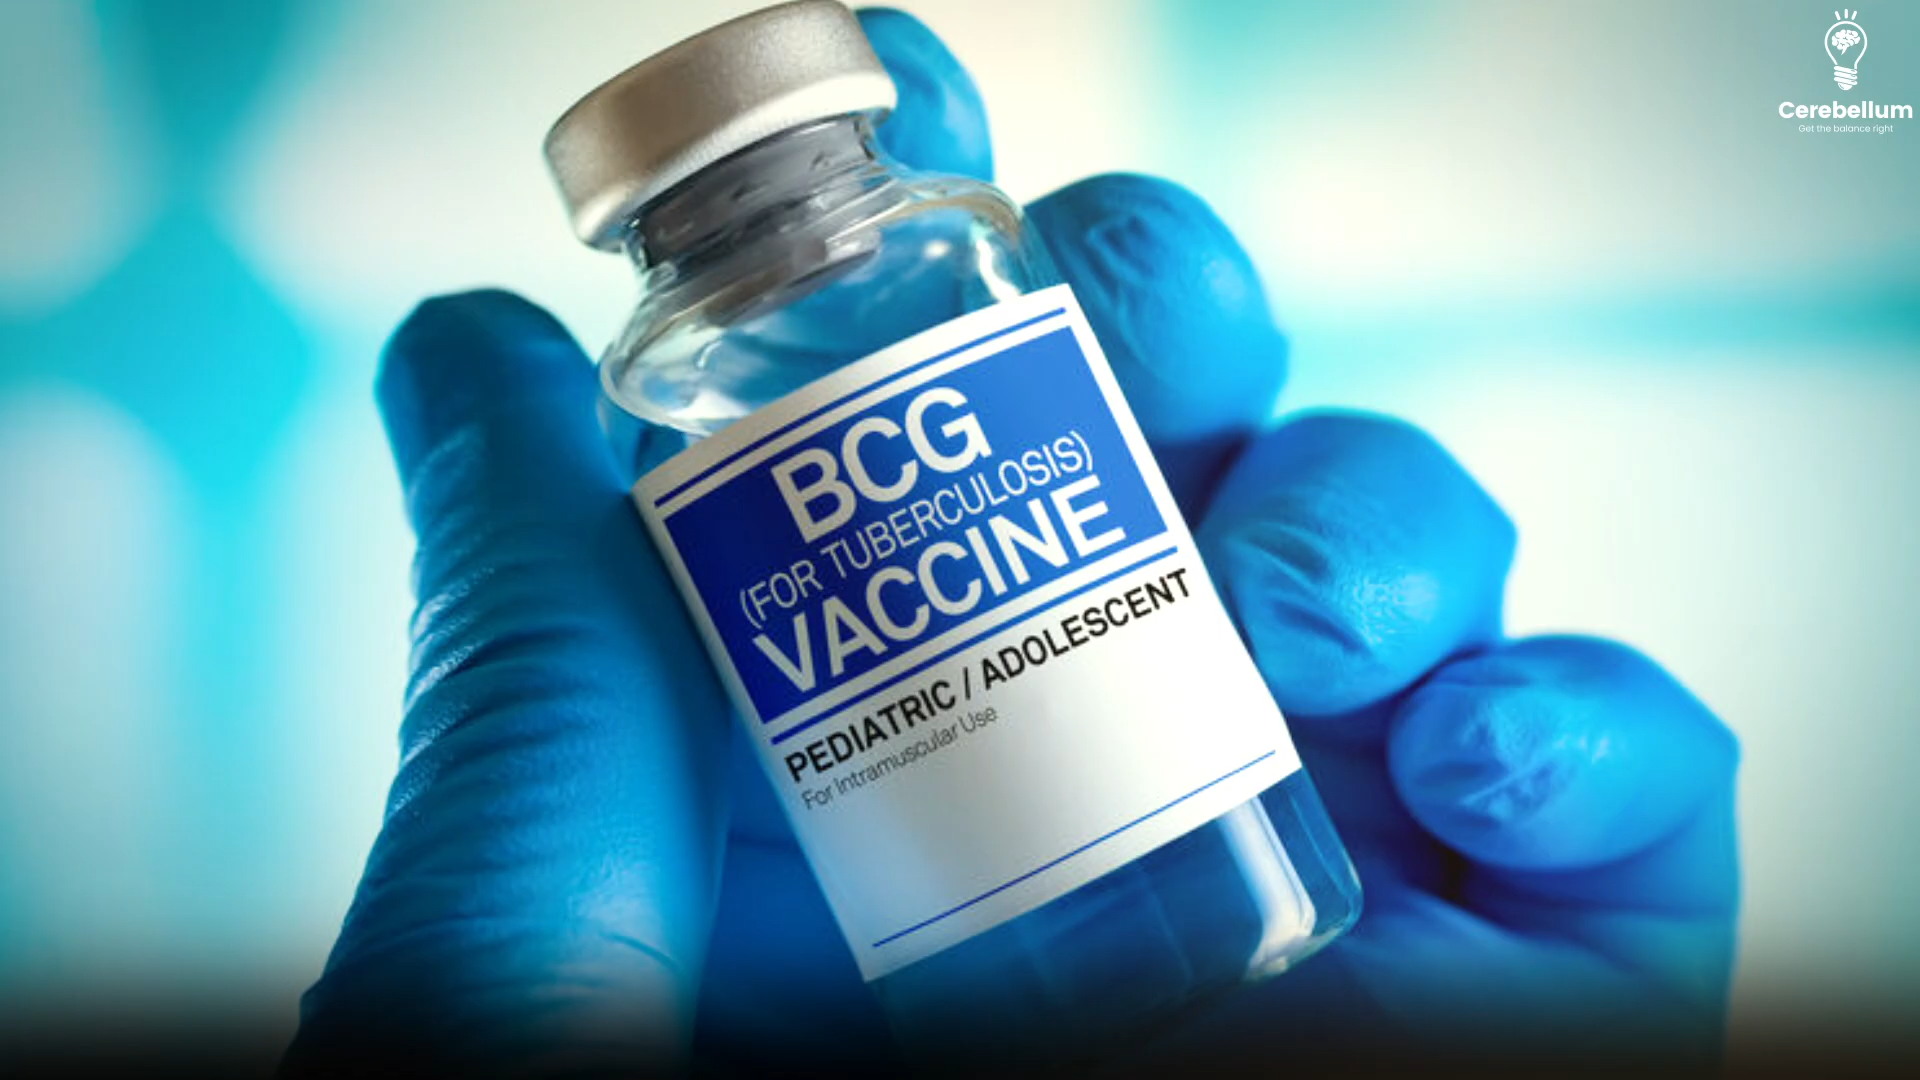 Cerebellum
Get the balance right
BCG
(FOR TUBERCULOSIS)
VACCINE
PEDIATRIC / ADOLESCENT
For Intramuscular Use